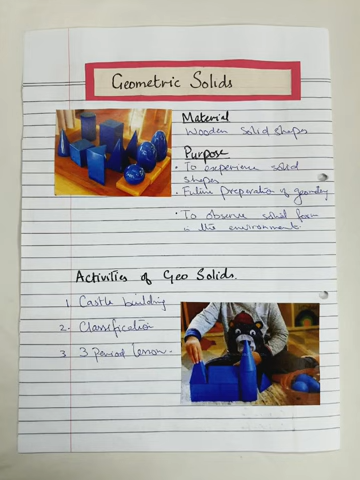 Geometric Solids
Material
Wooden solid shapes
Purpose
• To experience solid
shapes
• Future preparation of geometry
• To observe solid form
in the environment.
Activities of Geo Solids.
1. Castle building
2. Classification
3. 3 period lesson.